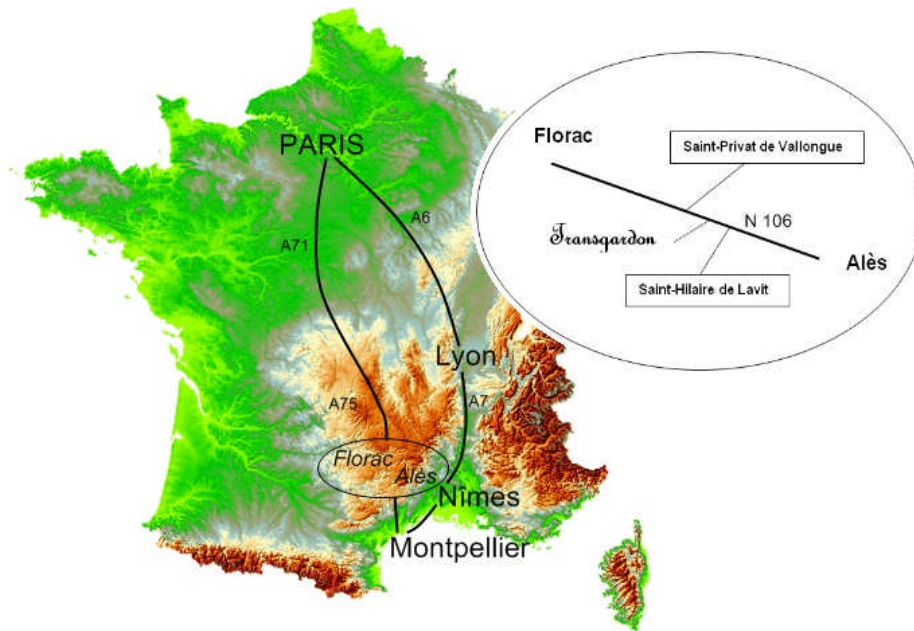 PARIS
A6
A71
Lyon
A75
A7
Florac
Alès
Nîmes
Montpellier
Florac
Saint-Privat de Vallongue
N 106
Transgardon
Alès
Saint-Hilaire de Lavit